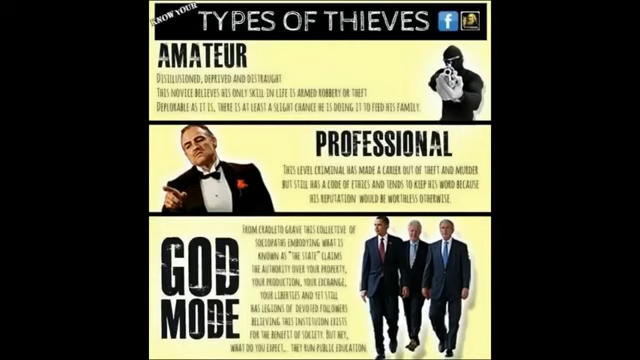 KNOW YOUR
TYPES OF THIEVES
AMATEUR
DISILLUSIONED, DEPRIVED AND DISTRAUGHT
THIS NOVICE BELIEVES HIS ONLY SKILL IN LIFE IS ARMED ROBBERY OR THEFT
DEPLORABLE AS IT IS, THERE IS AT LEAST A SLIGHT CHANCE HE IS DOING IT TO FEED HIS FAMILY.
PROFESSIONAL
THIS LEVEL CRIMINAL HAS MADE A CAREER OUT OF THEFT AND MURDER
BUT STILL HAS A CODE OF ETHICS AND TENDS TO KEEP HIS WORD BECAUSE
HIS REPUTATION WOULD BE WORTHLESS OTHERWISE.
GOD
MODE
FROM CRADLETO GRAVE THIS COLLECTIVE OF
SOCIOPATHS EMBODYING WHAT IS
KNOWN AS "THE STATE" CLAIMS
THE AUTHORITY OVER YOUR PROPERTY,
YOUR PRODUCTION, YOUR EXCHANGE,
YOUR LIBERTIES AND YET STILL
HAS LEGIONS OF DEVOTED FOLLOWERS
BELIEVING THIS INSTITUTION EXISTS
FOR THE BENEFIT OF SOCIETY. BUT HEY,
WHAT DO YOU EXPECT,.. THEY RUN PUBLIC EDUCATION.